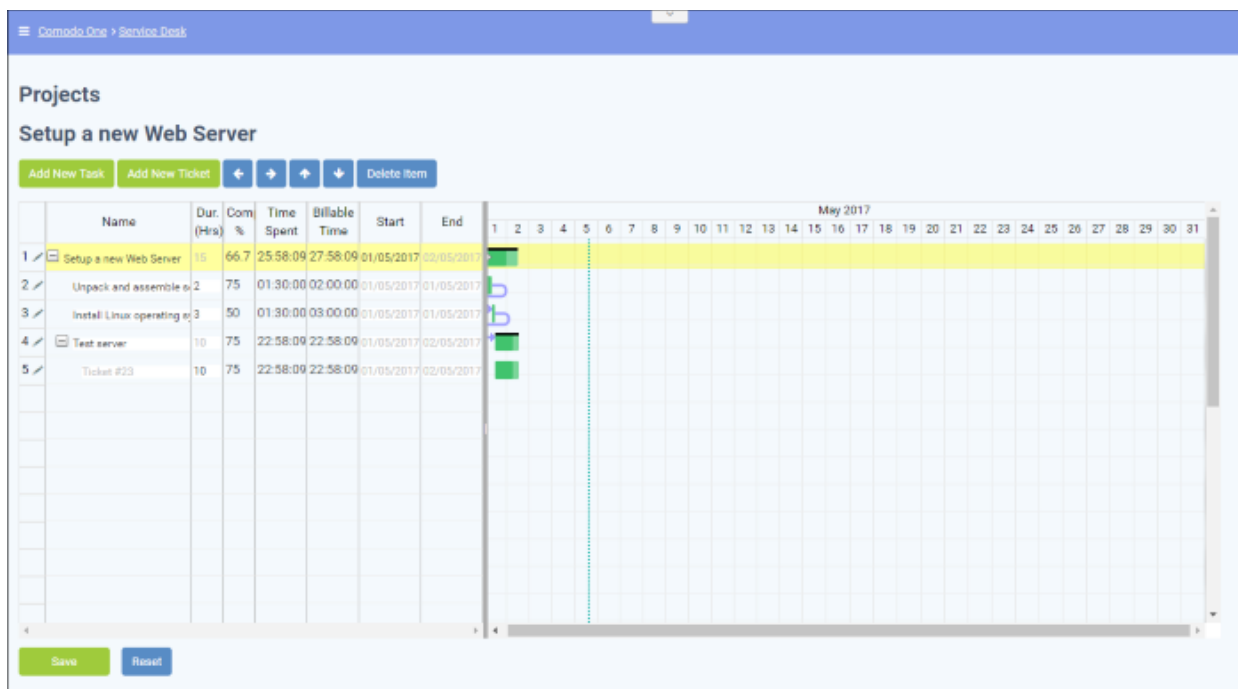 Comodo One > Service Desk
Projects
Setup a new Web Server
Add New Task Add New Ticket Delete Item
Name Dur. (Hrs) Com % Time Spent Billable Time Start End
May 2017
1 2 3 4 5 6 7 8 9 10 11 12 13 14 15 16 17 18 19 20 21 22 23 24 25 26 27 28 29 30 31
1 Setup a new Web Server 15 66.7 25:58:09 27:58:09 01/05/2017 02/05/2017
2 Unpack and assemble 2 75 01:30:00 02:00:00 01/05/2017 01/05/2017
3 Install Linux operating 3 50 01:30:00 03:00:00 01/05/2017 01/05/2017
4 Test server 10 75 22:58:09 22:58:09 01/05/2017 02/05/2017
5 Ticket #23 10 75 22:58:09 22:58:09 01/05/2017 02/05/2017
Save Reset